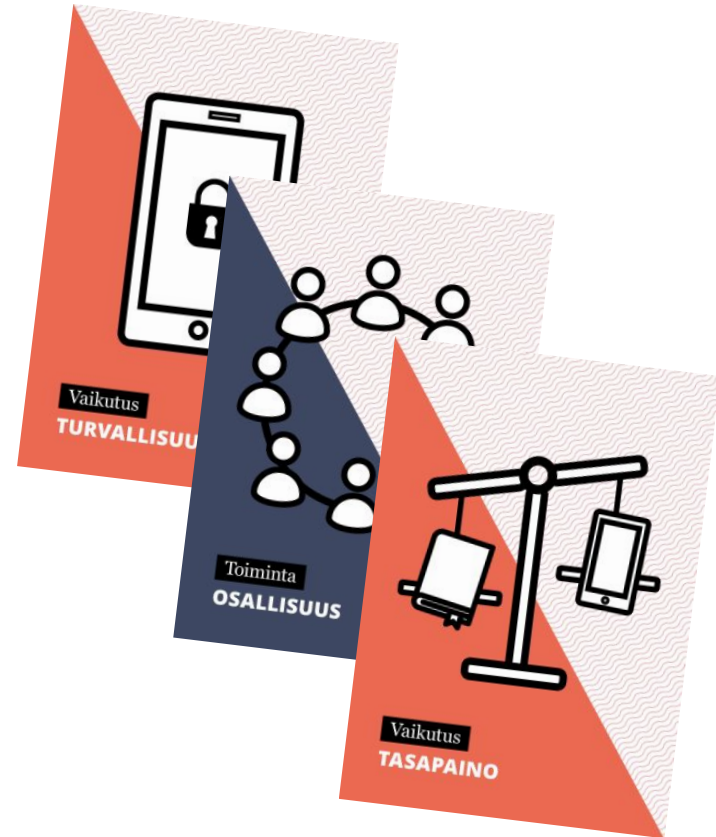 Vaikutus
TURVALLISUU
Toiminta
OSALLISUUS
Vaikutus
TASAPAINO